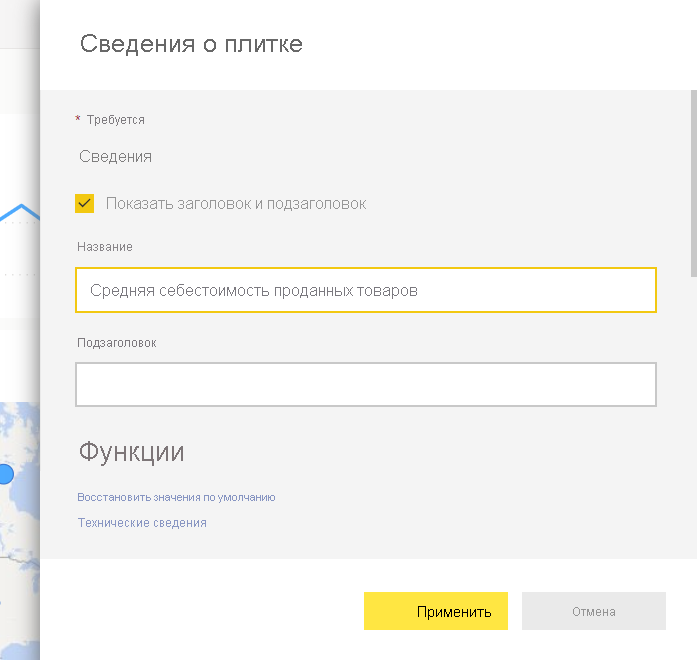 Сведения о плитке
* Требуется
Сведения
Показать заголовок и подзаголовок
Название
Средняя себестоимость проданных товаров
Подзаголовок
Функции
Восстановить значения по умолчанию
Технические сведения
Применить
Отмена